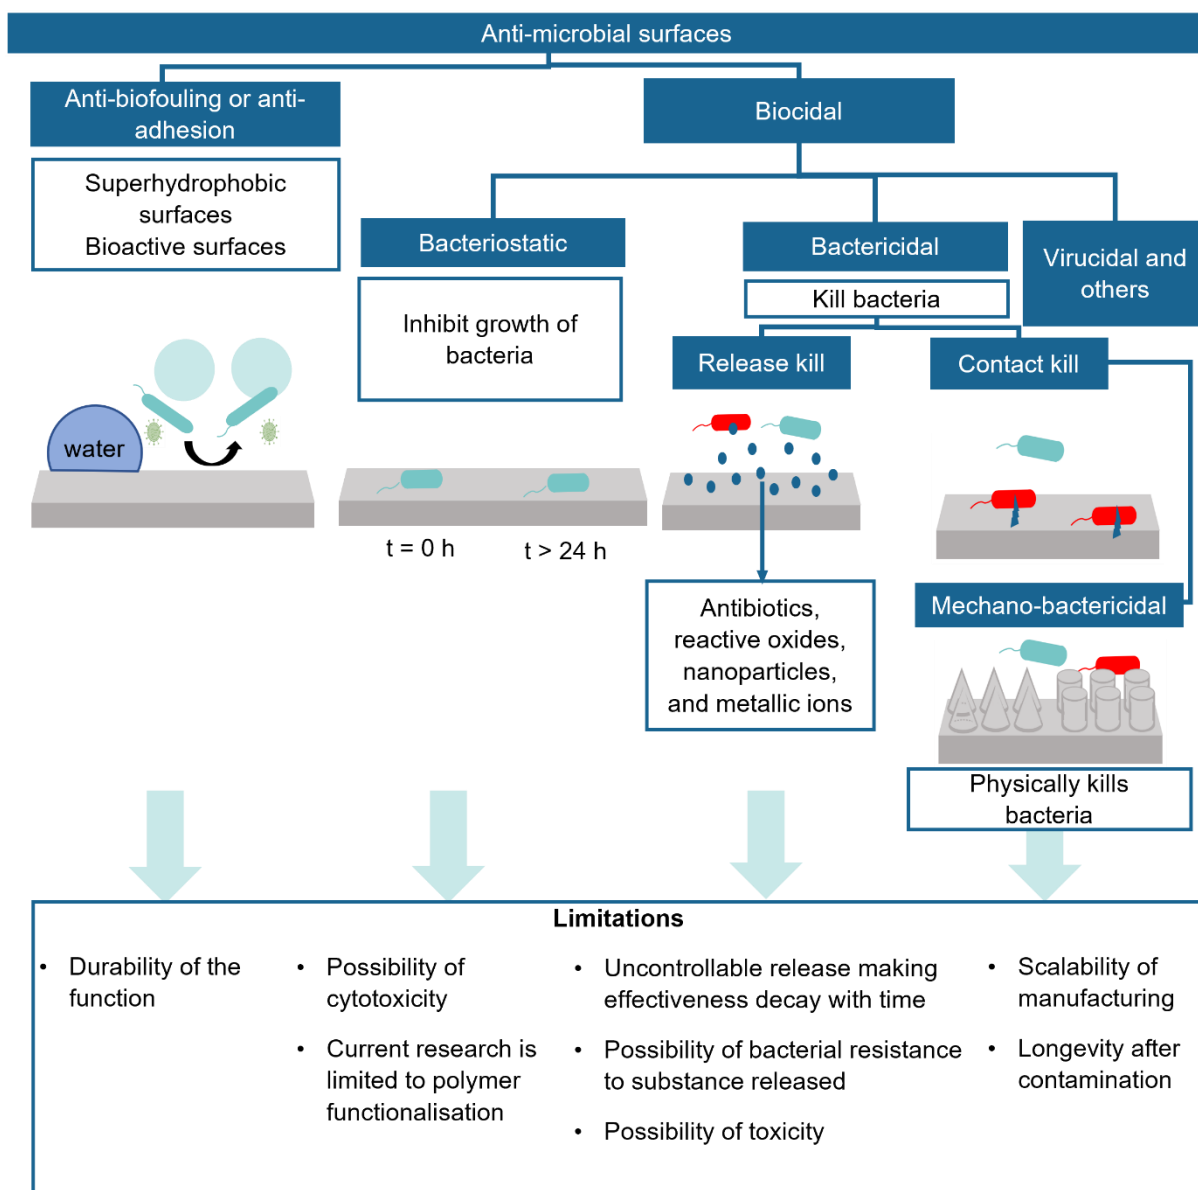 Anti-microbial surfaces
Anti-biofouling or anti-
adhesion
Biocidal
Superhydrophobic
surfaces
Bioactive surfaces
Bacteriostatic
Bactericidal
Virucidal and
others
Inhibit growth of
bacteria
Kill bacteria
Release kill
Contact kill
water
t = 0 h
t > 24 h
Antibiotics,
reactive oxides,
nanoparticles,
and metallic ions
Mechano-bactericidal
Physically kills
bacteria
Limitations
• Durability of the
function
• Possibility of
cytotoxicity
• Current research is
limited to polymer
functionalisation
• Uncontrollable release making
effectiveness decay with time
• Possibility of bacterial resistance
to substance released
• Possibility of toxicity
• Scalability of
manufacturing
• Longevity after
contamination